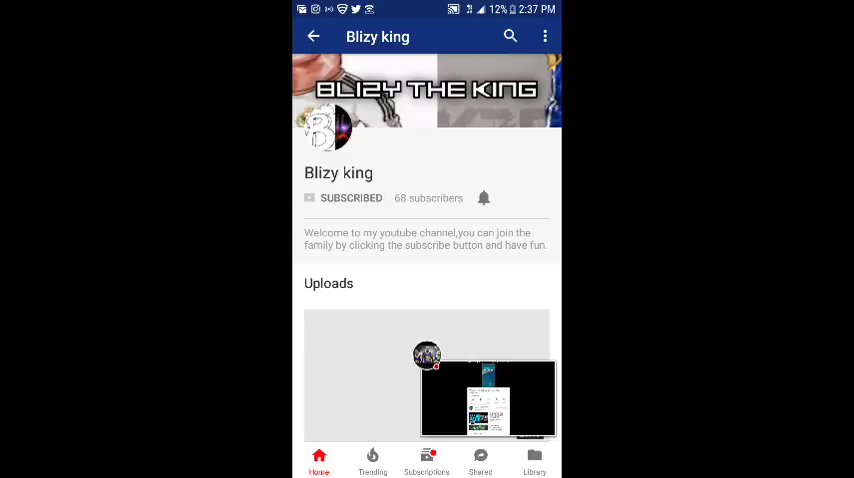 12% 2:37 PM
Blizy king
BLIZY THE KING
Blizy king
SUBSCRIBED 68 subscribers
Welcome to my youtube channel,you can join the
family by clicking the subscribe button and have fun.
Uploads
Home Trending Subscriptions Shared Library